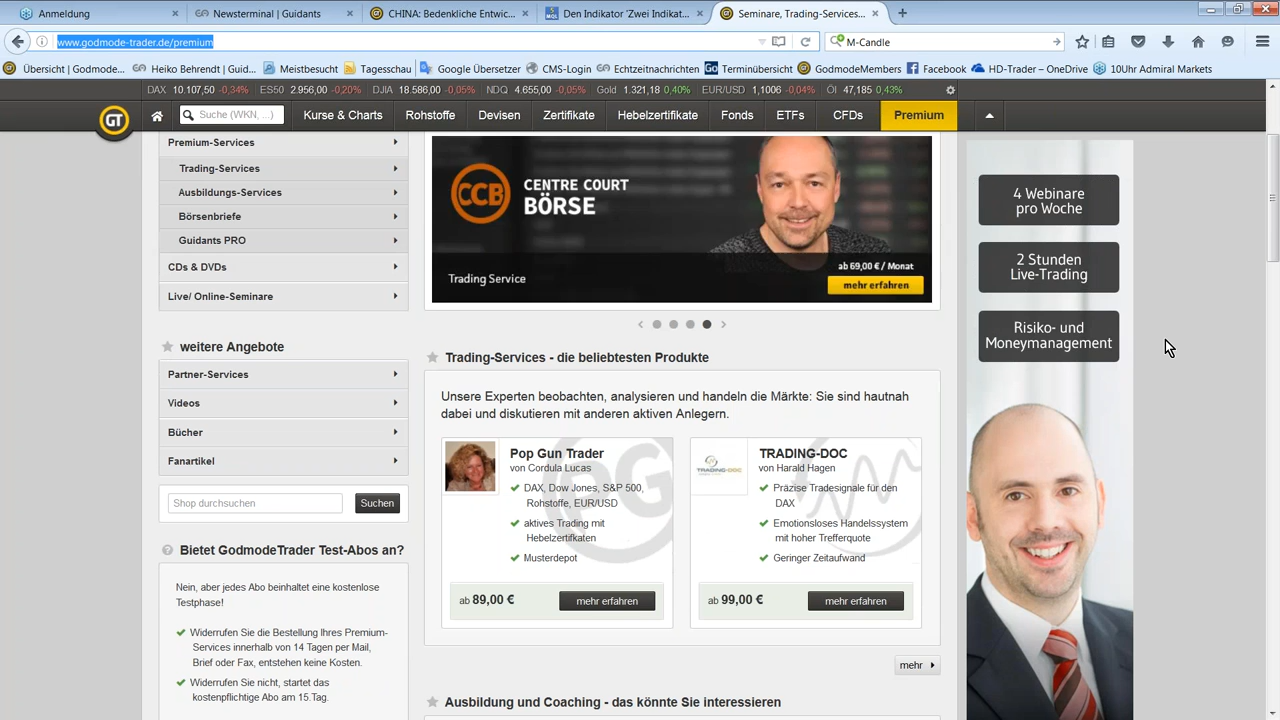 Anmeldung
Newsterminal | Guidants
CHINA: Bedenkliche Entwic...
MQL
Den Indikator 'Zwei Indikat...
Seminare, Trading-Services...
www.godmode-trader.de/premium
M-Candle
Übersicht | Godmode...
Heiko Behrendt | Guid...
Meistbesucht
Tagesschau
Google Übersetzer
CMS-Login
Echtzeitnachrichten
Go Terminübersicht
GodmodeMembers
Facebook
HD-Trader – OneDrive
10Uhr Admiral Markets
DAX 10.107,50 -0,34% ES50 2.956,00 -0,20% DJIA 18.586,00 -0,05% NDQ 4.655,00 -0,05% Gold 1.321,18 0,40% EUR/USD 1,1006 -0,04% Öl 47,185 0,43%
GT
Suche (WKN, ...)
Kurse & Charts
Rohstoffe
Devisen
Zertifikate
Hebelzertifikate
Fonds
ETFs
CFDs
Premium
Premium-Services
Trading-Services
Ausbildungs-Services
Börsenbriefe
Guidants PRO
CDs & DVDs
Live/ Online-Seminare
weitere Angebote
Partner-Services
Videos
Bücher
Fanartikel
Shop durchsuchen
Suchen
Bietet GodmodeTrader Test-Abos an?
Nein, aber jedes Abo beinhaltet eine kostenlose
Testphase!
Widerrufen Sie die Bestellung Ihres Premium-
Services innerhalb von 14 Tagen per Mail,
Brief oder Fax, entstehen keine Kosten.
Widerrufen Sie nicht, startet das
kostenpflichtige Abo am 15.Tag.
CCB
CENTRE COURT
BÖRSE
ab 69,00 € / Monat
Trading Service
mehr erfahren
Trading-Services - die beliebtesten Produkte
Unsere Experten beobachten, analysieren und handeln die Märkte: Sie sind hautnah
dabei und diskutieren mit anderen aktiven Anlegern.
Pop Gun Trader
von Cordula Lucas
DAX, Dow Jones, S&P 500,
Rohstoffe, EUR/USD
aktives Trading mit
Hebelzertifkaten
Musterdepot
ab 89,00 €
mehr erfahren
TRADING-DOC
TRADING-DOC
von Harald Hagen
Präzise Tradesignale für den
DAX
Emotionsloses Handelssystem
mit hoher Trefferquote
Geringer Zeitaufwand
ab 99,00 €
mehr erfahren
mehr
Ausbildung und Coaching - das könnte Sie interessieren
4 Webinare
pro Woche
2 Stunden
Live-Trading
Risiko- und
Moneymanagement